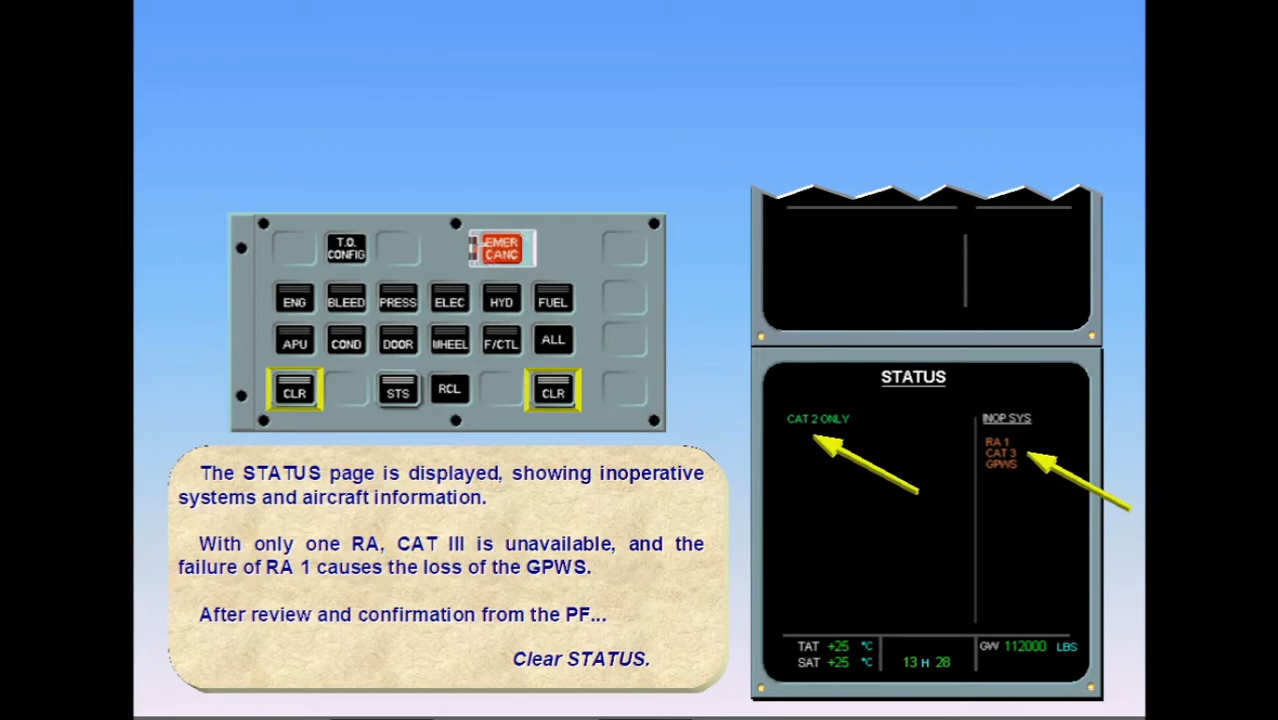 T.O.
CONFIG
EMER
CANC
ENG BLEED PRESS ELEC HYD FUEL
APU COND DOOR WHEEL F/CTL ALL
CLR STS RCL CLR
The STATUS page is displayed, showing inoperative
systems and aircraft information.
With only one RA, CAT III is unavailable, and the
failure of RA 1 causes the loss of the GPWS.
After review and confirmation from the PF...
Clear STATUS.
STATUS
CAT 2 ONLY
INOP SYS
RA 1
CAT 3
GPWS
TAT +25 °C
SAT +25 °C
13 H 28
GW 112000 LBS